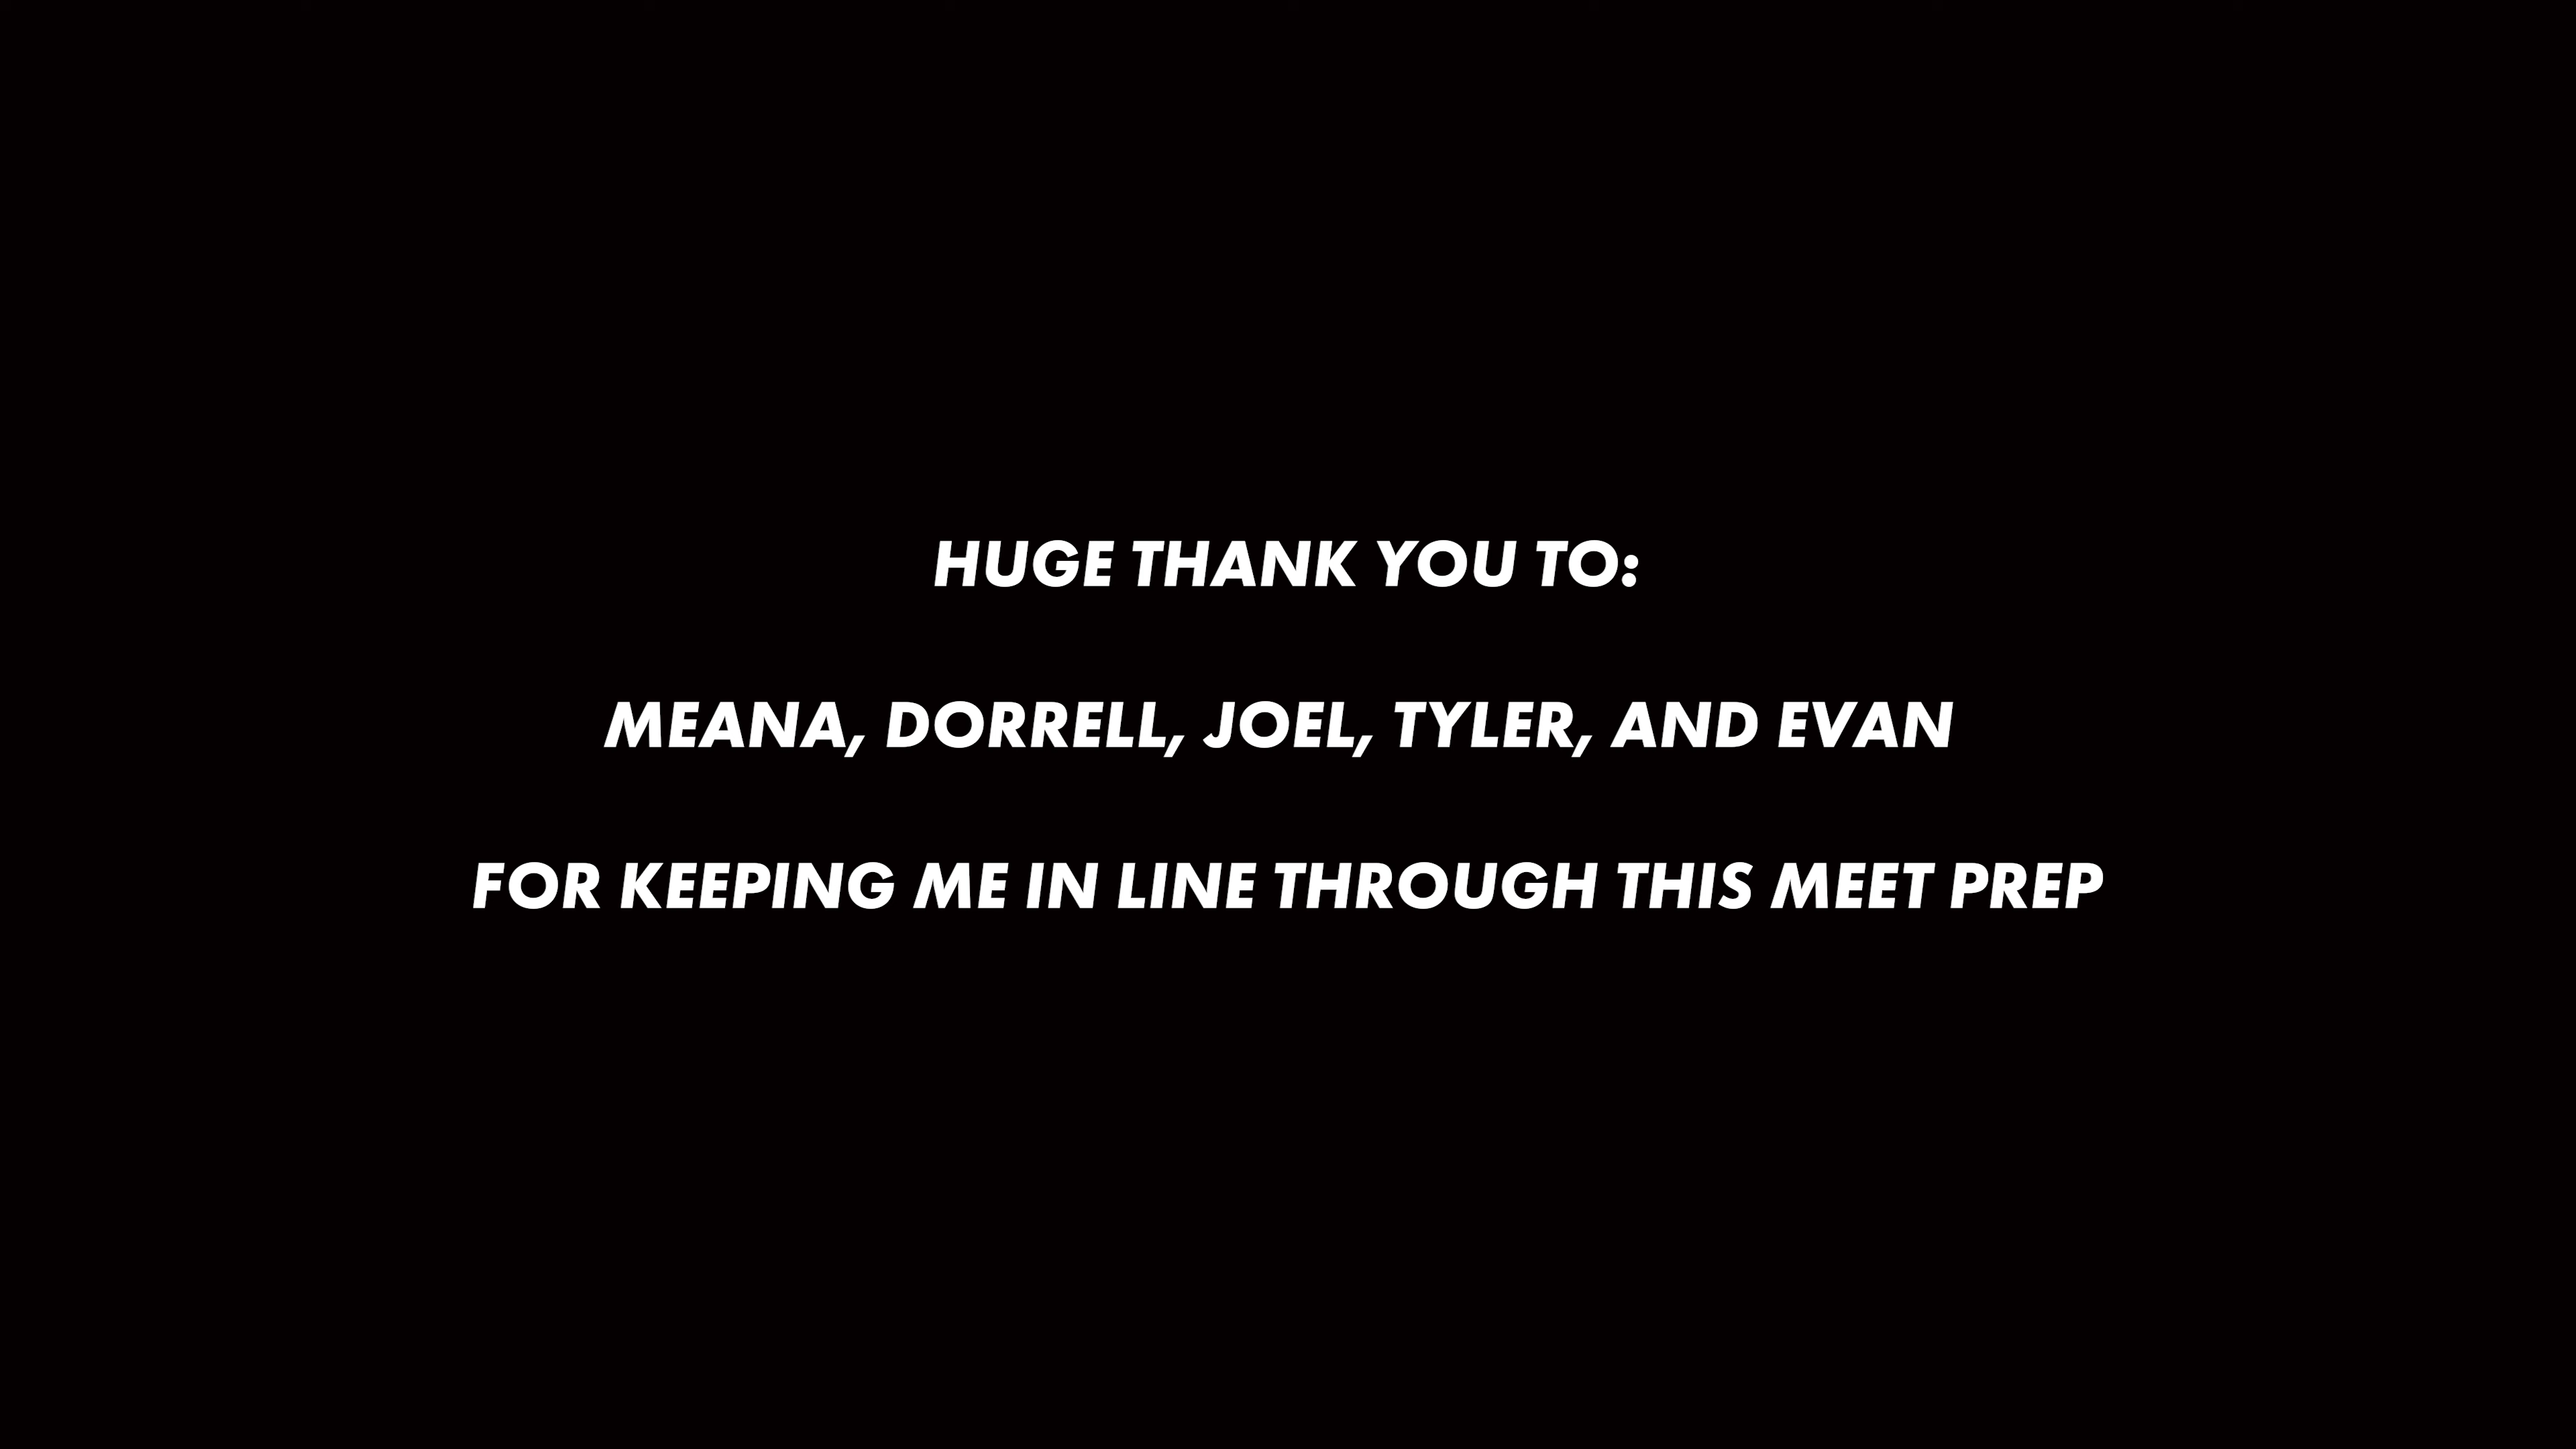 HUGE THANK YOU TO:
MEANA, DORRELL, JOEL, TYLER, AND EVAN
FOR KEEPING ME IN LINE THROUGH THIS MEET PREP